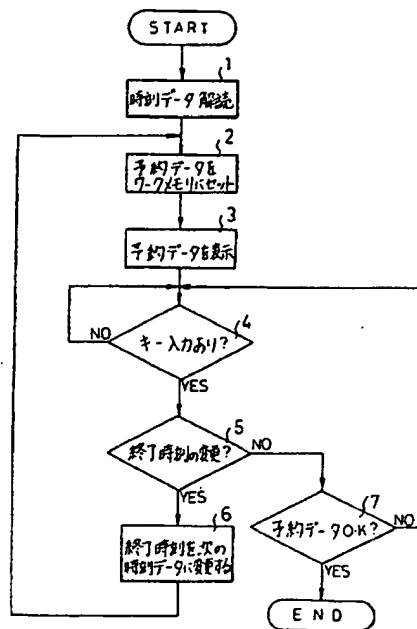 START
1
時刻データ解読
2
予約データを
ワークメモリにセット
3
予約データを表示
4
キー入力あり?
NO
YES
5
終了時刻の変更?
NO
YES
6
終了時刻を次の
時刻データに変更する
7
予約データO・K?
NO
YES
END